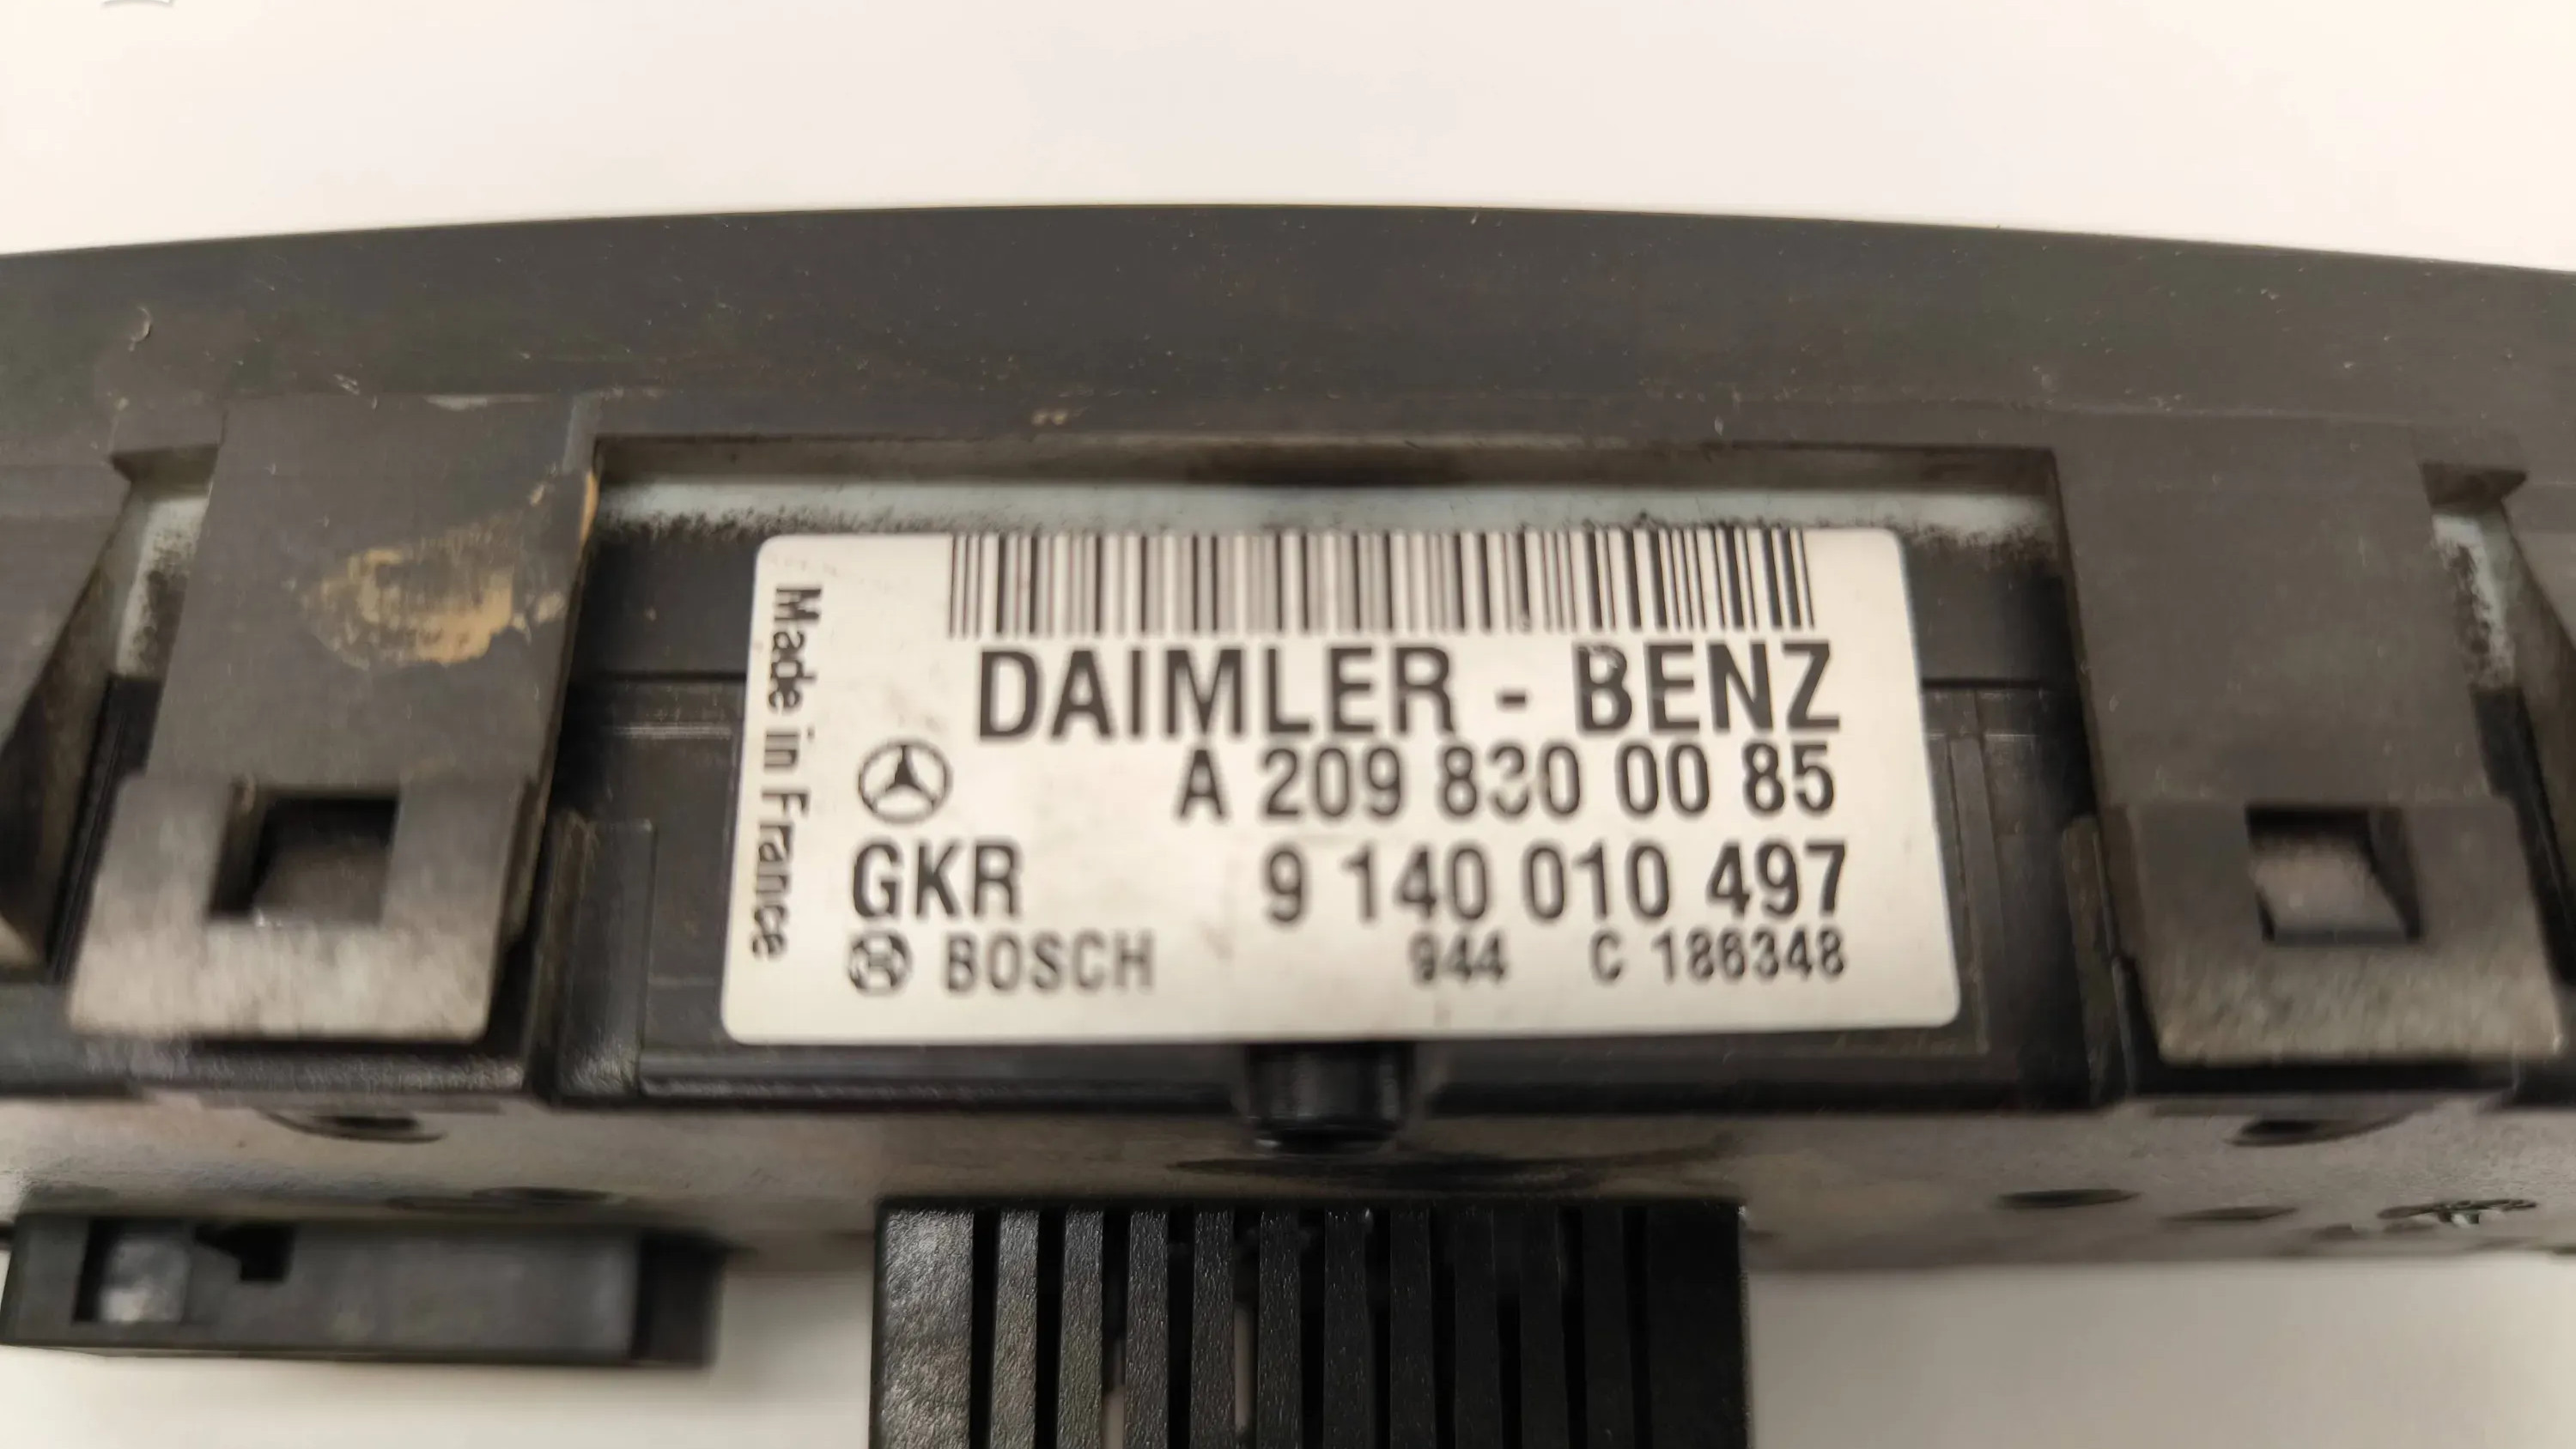 Made in France
DAIMLER - BENZ
A 209 830 00 85
GKR 9 140 010 497
BOSCH 944 C 186348